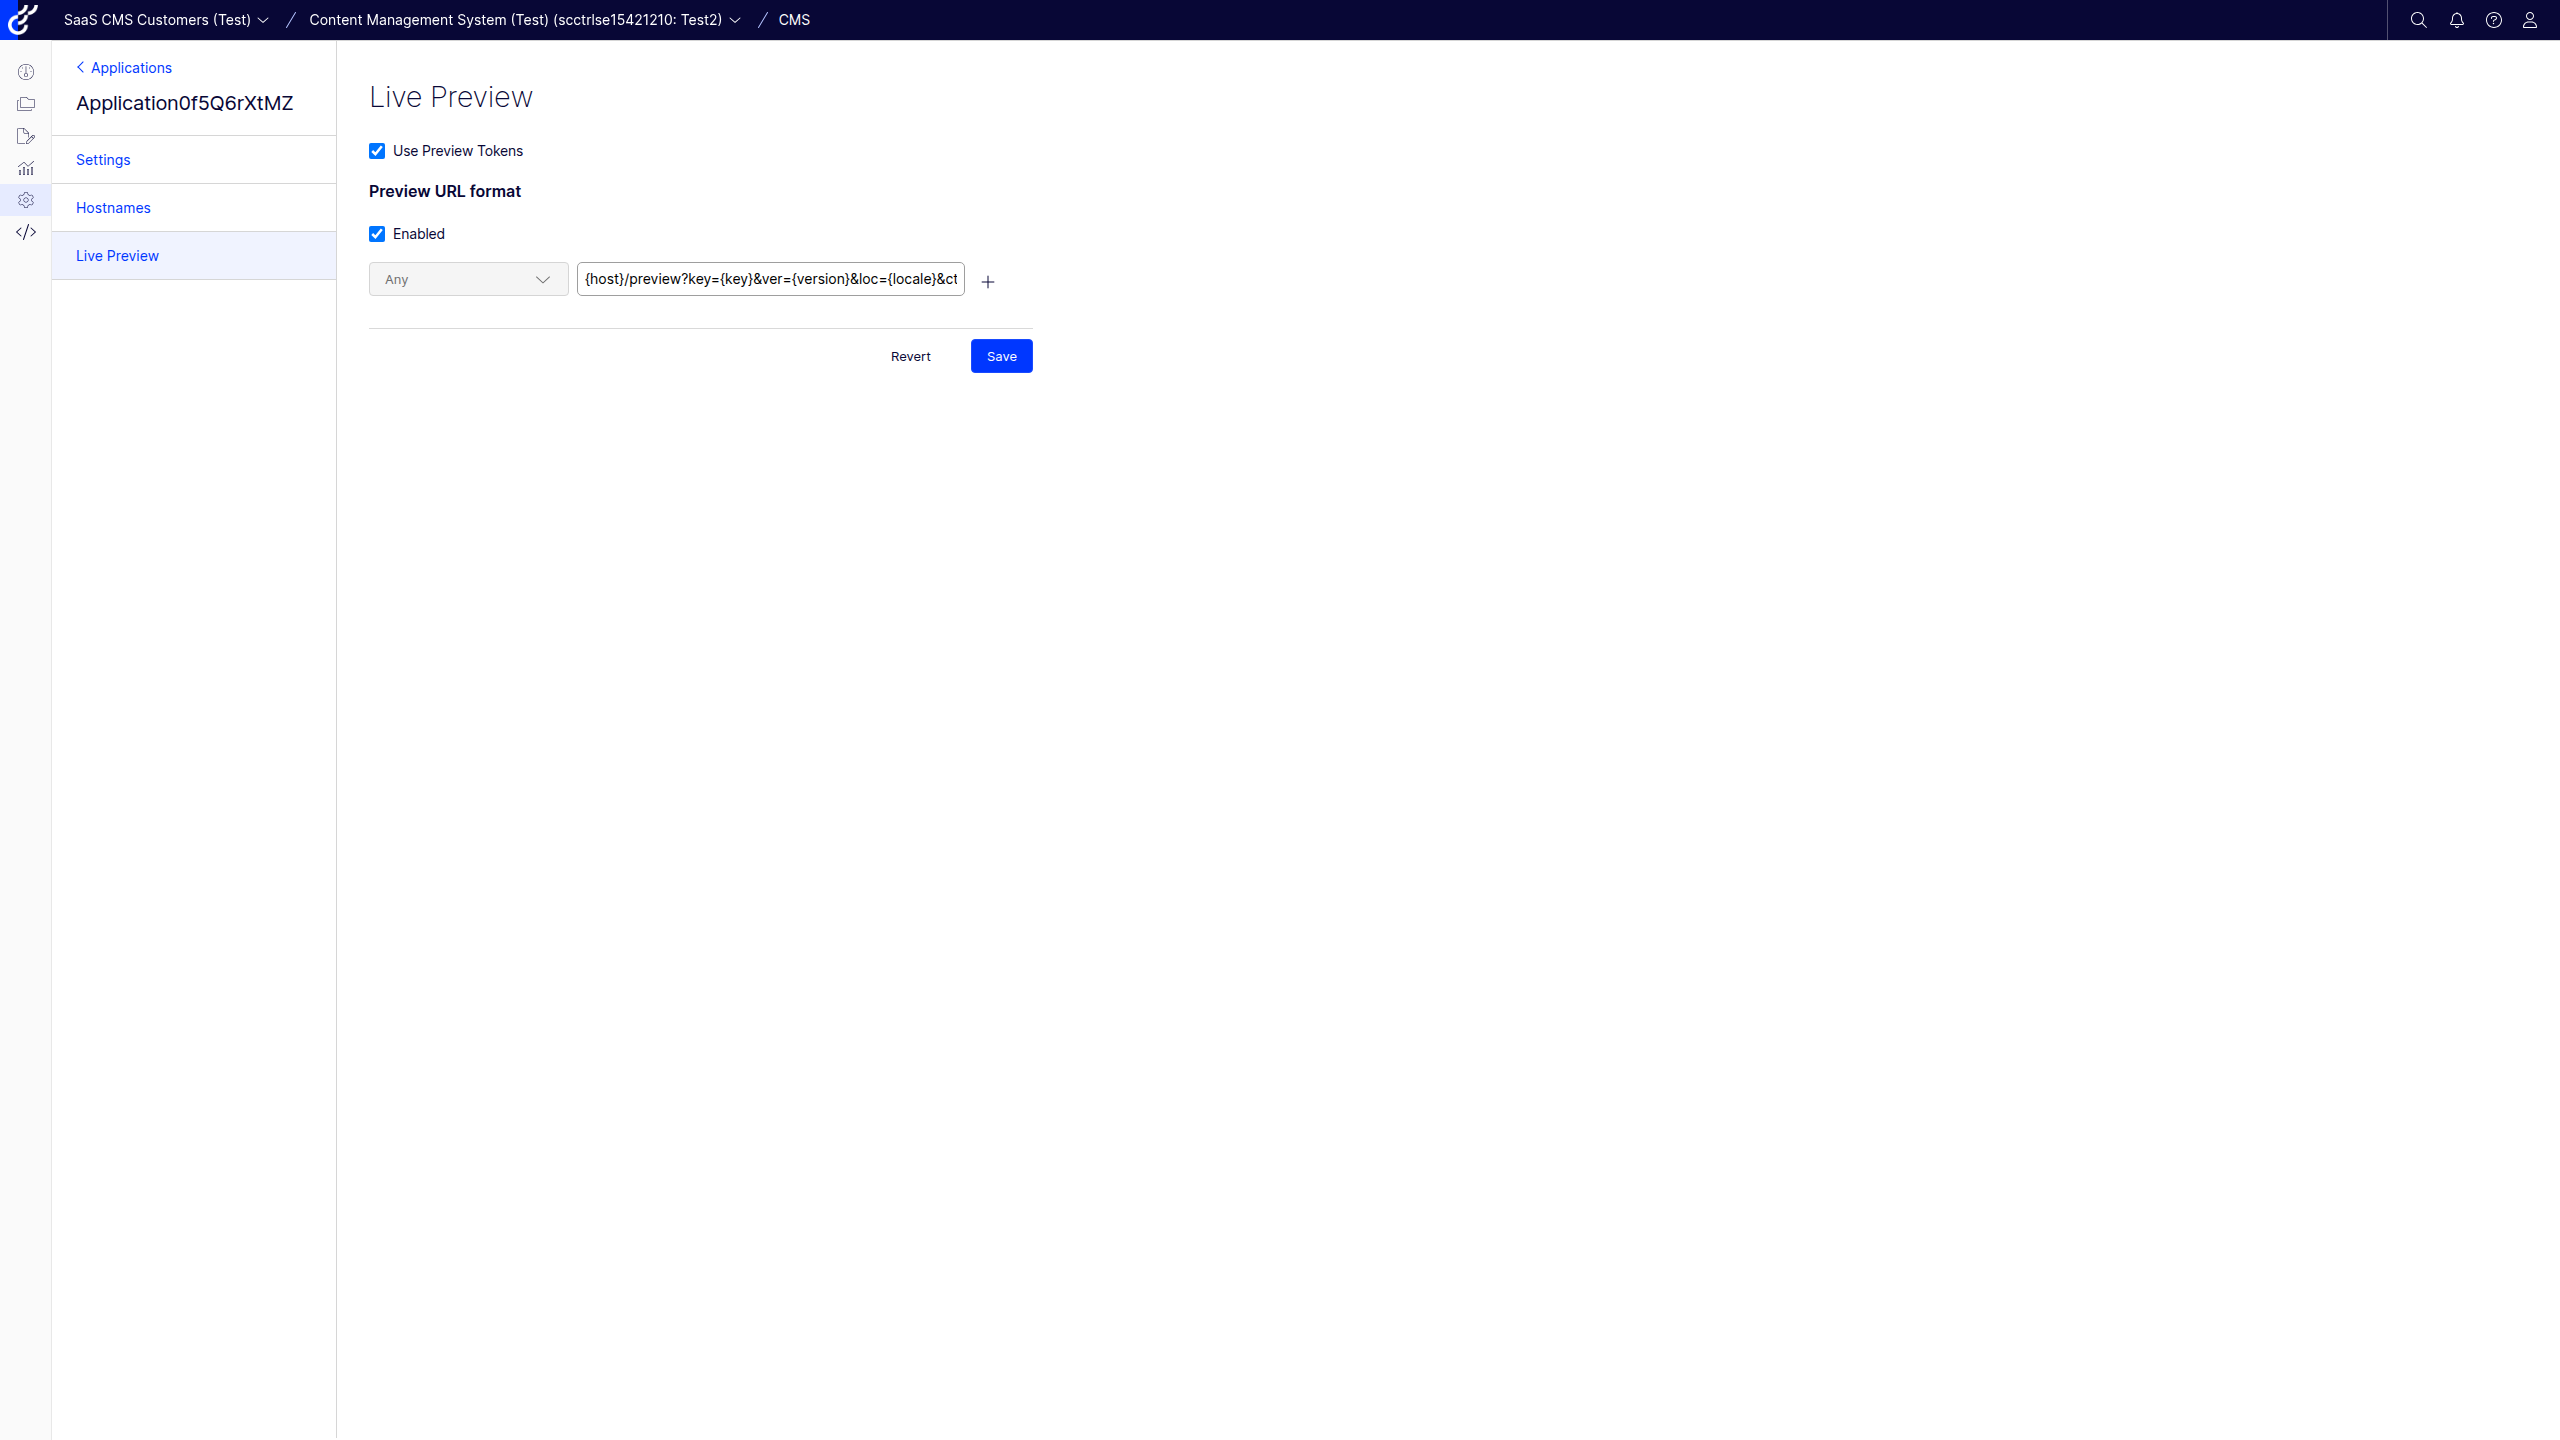 SaaS CMS Customers (Test) / Content Management System (Test) (scctrlse15421210: Test2) / CMS
Applications
Application0f5Q6rXtMZ
Settings
Hostnames
Live Preview
Live Preview
Use Preview Tokens
Preview URL format
Enabled
Any {host}/preview?key={key}&ver={version}&loc={locale}&ct
Revert Save